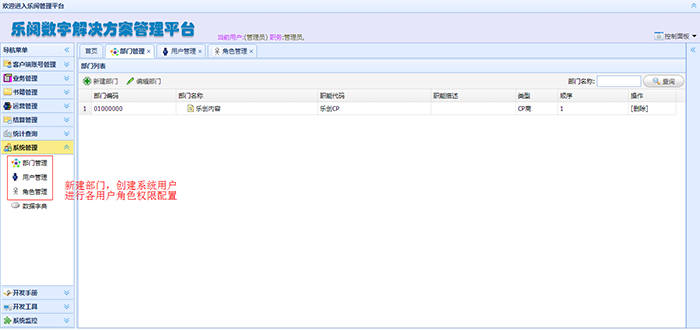 欢迎进入乐阅管理平台
乐阅数字解决方案管理平台
当前用户:(管理员) 职务:管理员,
控制面板
导航菜单
首页 部门管理 × 用户管理 × 角色管理 ×
客户端账号管理
业务管理
书籍管理
运营管理
结算管理
统计查询
系统管理
部门管理
用户管理
角色管理
数据字典
开发手册
开发工具
系统监控
部门列表
新建部门 编辑部门
部门名称: 查询
部门编码 部门名称 职能代码 职能描述 类型 顺序 操作
1 01000000 乐创内容 乐创CP CP商 1 [删除]
新建部门，创建系统用户
进行各用户角色权限配置